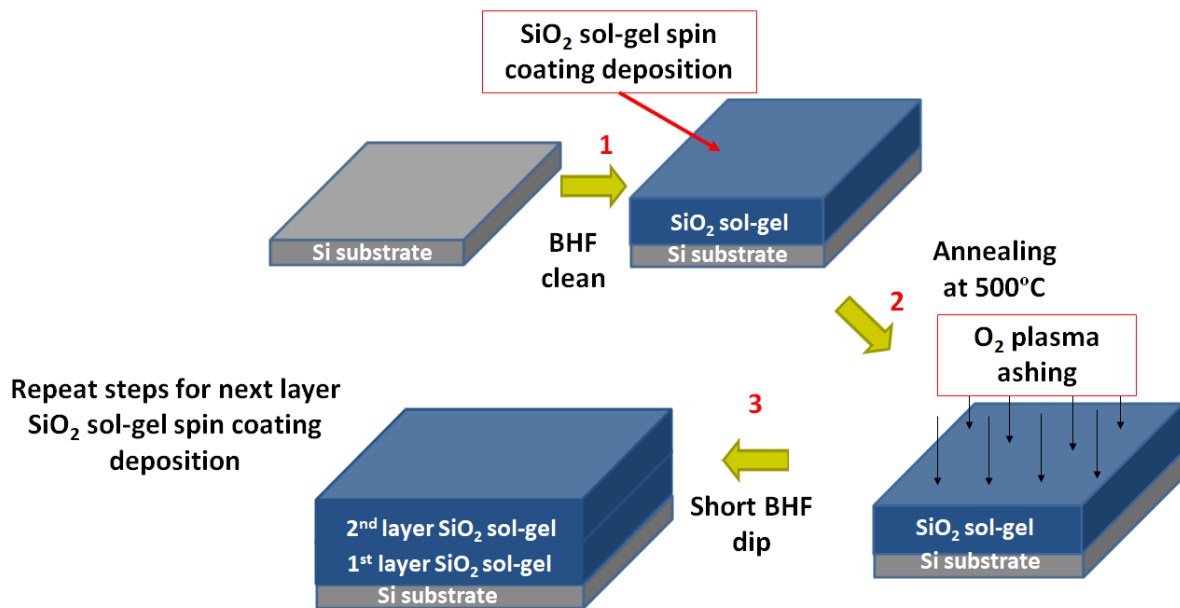 SiO₂ sol-gel spin
coating deposition
1
BHF
clean
Si substrate
SiO₂ sol-gel
Si substrate
2
Annealing
at 500°C
O₂ plasma
ashing
SiO₂ sol-gel
Si substrate
3
Short BHF
dip
Repeat steps for next layer
SiO₂ sol-gel spin coating
deposition
2ⁿᵈ layer SiO₂ sol-gel
1ˢᵗ layer SiO₂ sol-gel
Si substrate